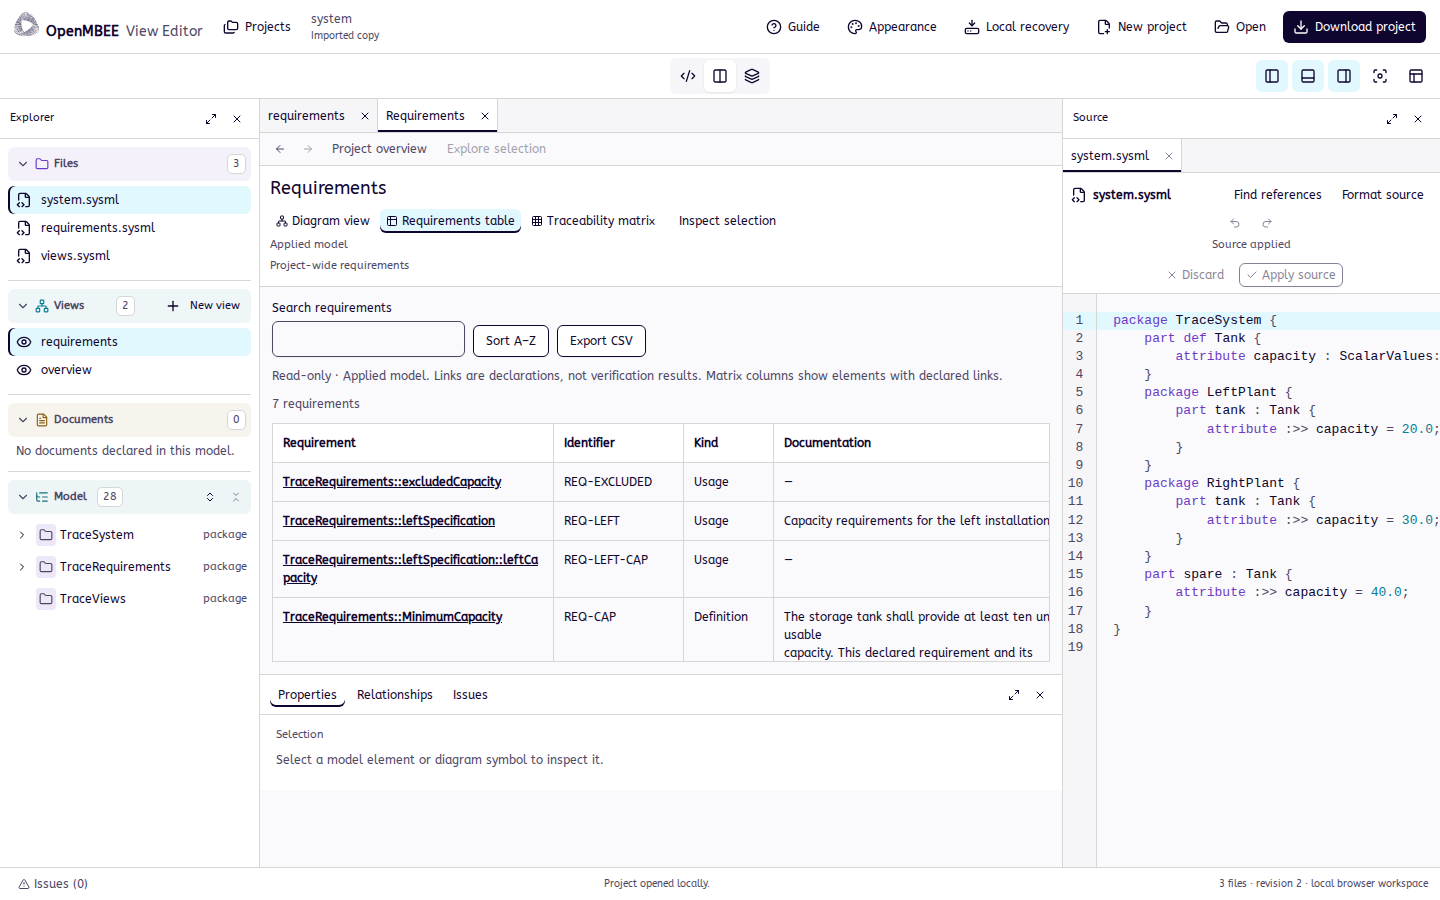 OpenMBEE View Editor
Projects
system
Imported copy
Guide
Appearance
Local recovery
New project
Open
Download project
Explorer
Files
3
system.sysml
requirements.sysml
views.sysml
Views
2
New view
requirements
overview
Documents
0
No documents declared in this model.
Model
28
TraceSystem
package
TraceRequirements
package
TraceViews
package
requirements
Requirements
Project overview
Explore selection
Requirements
Diagram view
Requirements table
Traceability matrix
Inspect selection
Applied model
Project-wide requirements
Search requirements
Sort A–Z
Export CSV
Read-only · Applied model. Links are declarations, not verification results. Matrix columns show elements with declared links.
7 requirements
Requirement
Identifier
Kind
Documentation
TraceRequirements::excludedCapacity
REQ-EXCLUDED
Usage
—
TraceRequirements::leftSpecification
REQ-LEFT
Usage
Capacity requirements for the left installation
TraceRequirements::leftSpecification::leftCa
pacity
REQ-LEFT-CAP
Usage
—
TraceRequirements::MinimumCapacity
REQ-CAP
Definition
The storage tank shall provide at least ten un
usable
capacity. This declared requirement and its
Properties
Relationships
Issues
Selection
Select a model element or diagram symbol to inspect it.
Source
system.sysml
system.sysml
Find references
Format source
Source applied
Discard
Apply source
1 package TraceSystem {
2 part def Tank {
3 attribute capacity : ScalarValues:
4 }
5 package LeftPlant {
6 part tank : Tank {
7 attribute :>> capacity = 20.0;
8 }
9 }
10 package RightPlant {
11 part tank : Tank {
12 attribute :>> capacity = 30.0;
13 }
14 }
15 part spare : Tank {
16 attribute :>> capacity = 40.0;
17 }
18 }
19
Issues (0)
Project opened locally.
3 files · revision 2 · local browser workspace